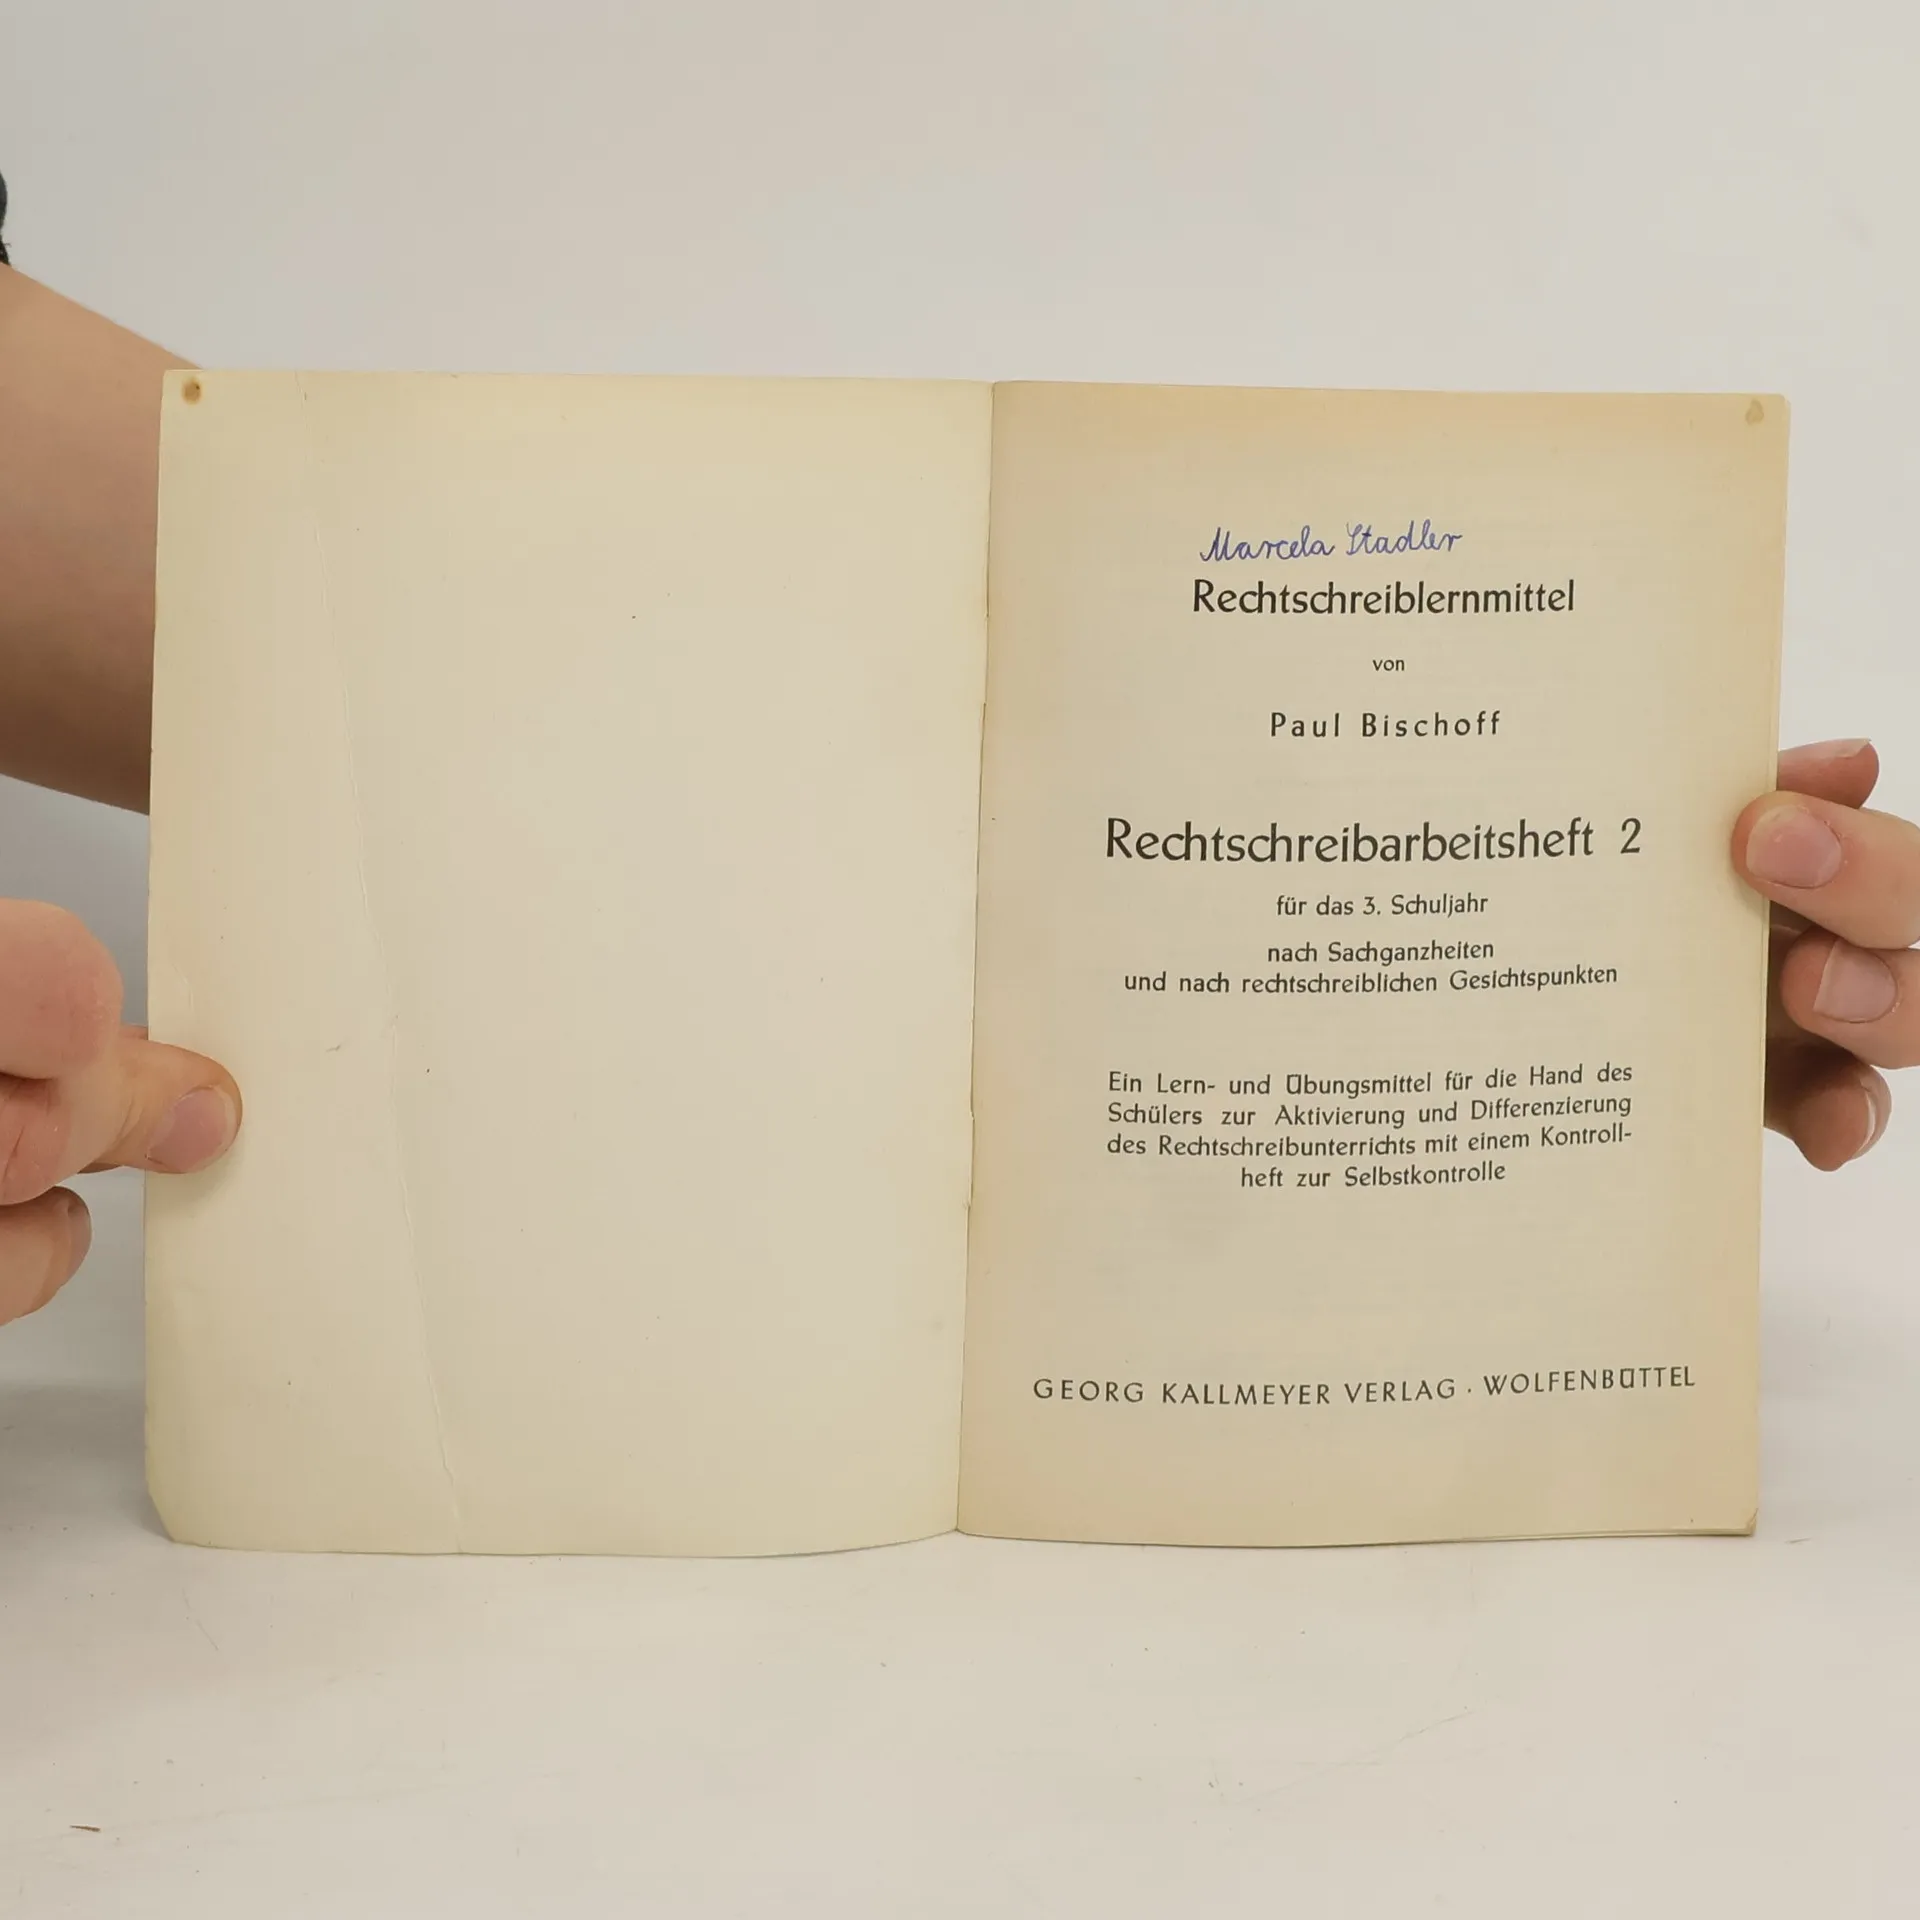 Marcela Stadler
Rechtschreiblernmittel
von
Paul Bischoff
Rechtschreibarbeitsheft 2
für das 3. Schuljahr
nach Sachganzheiten
und nach rechtschreiblichen Gesichtspunkten
Ein Lern- und Übungsmittel für die Hand des
Schülers zur Aktivierung und Differenzierung
des Rechtschreibunterrichts mit einem Kontroll-
heft zur Selbstkontrolle
GEORG KALLMEYER VERLAG · WOLFENBÜTTEL